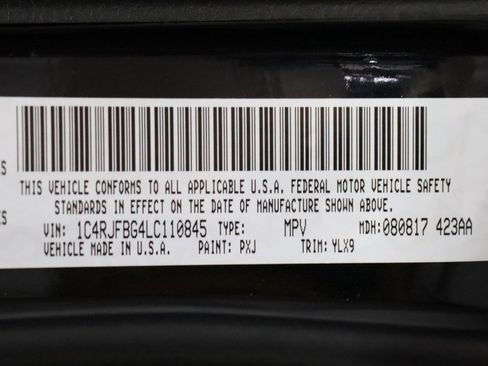 S
THIS VEHICLE CONFORMS TO ALL APPLICABLE U.S.A. FEDERAL MOTOR VEHICLE SAFETY
STANDARDS IN EFFECT ON THE DATE OF MANUFACTURE SHOWN ABOVE.
ES
VIN: 1C4RJFBG4LC110845 TYPE: MPV MDH: 080817 423AA
VEHICLE MADE IN U.S.A. PAINT: PXJ TRIM: YLX9